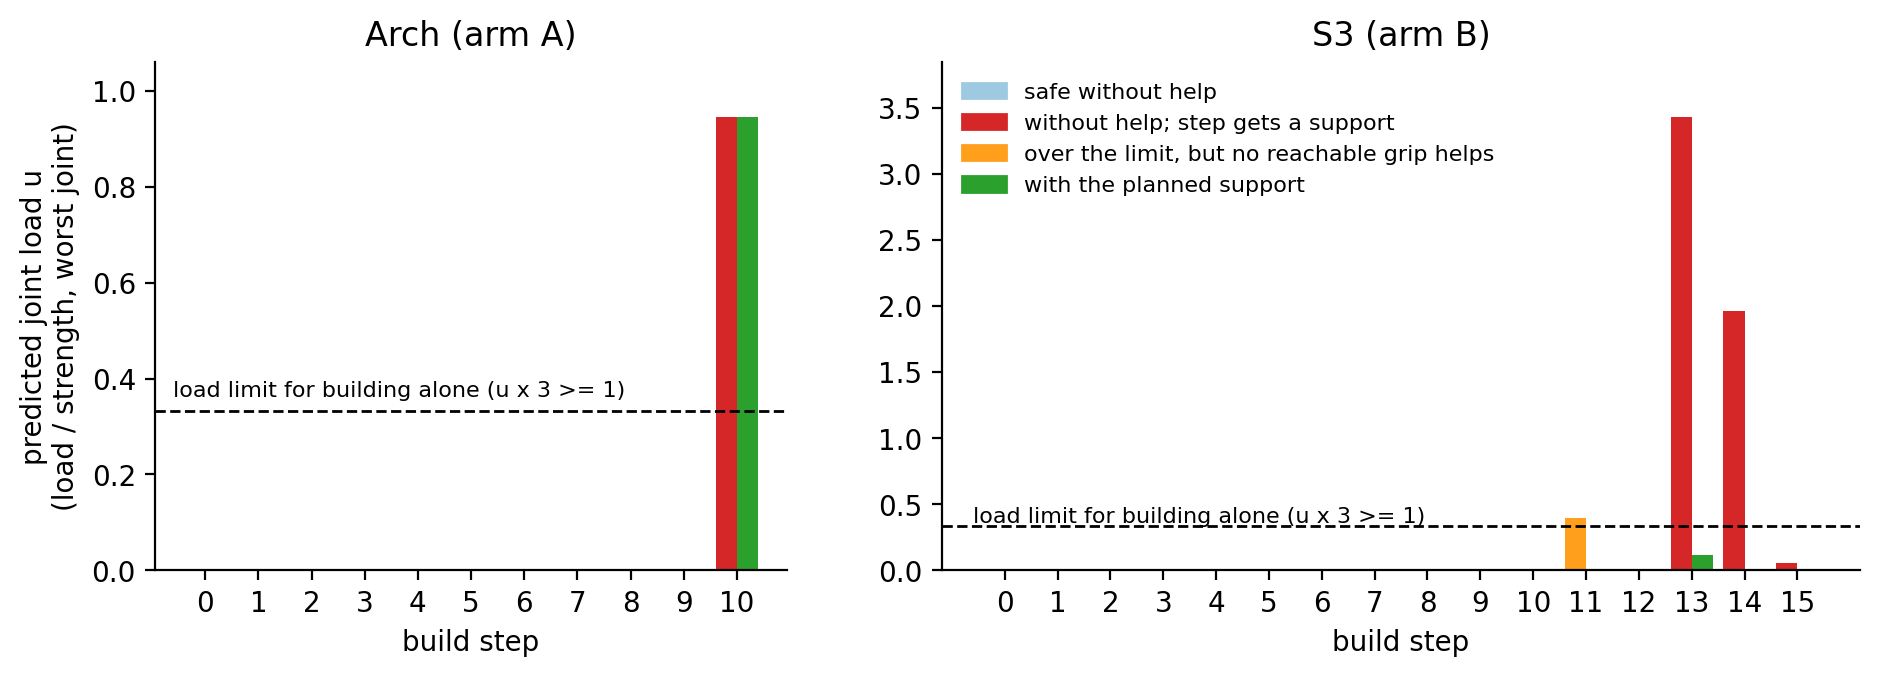 Arch (arm A)
predicted joint load u
(load / strength, worst joint)
1.0
0.8
0.6
0.4
0.2
0.0
load limit for building alone (u x 3 >= 1)
0 1 2 3 4 5 6 7 8 9 10
build step
S3 (arm B)
safe without help
without help; step gets a support
over the limit, but no reachable grip helps
with the planned support
3.5
3.0
2.5
2.0
1.5
1.0
0.5
0.0
load limit for building alone (u x 3 >= 1)
0 1 2 3 4 5 6 7 8 9 10 11 12 13 14 15
build step